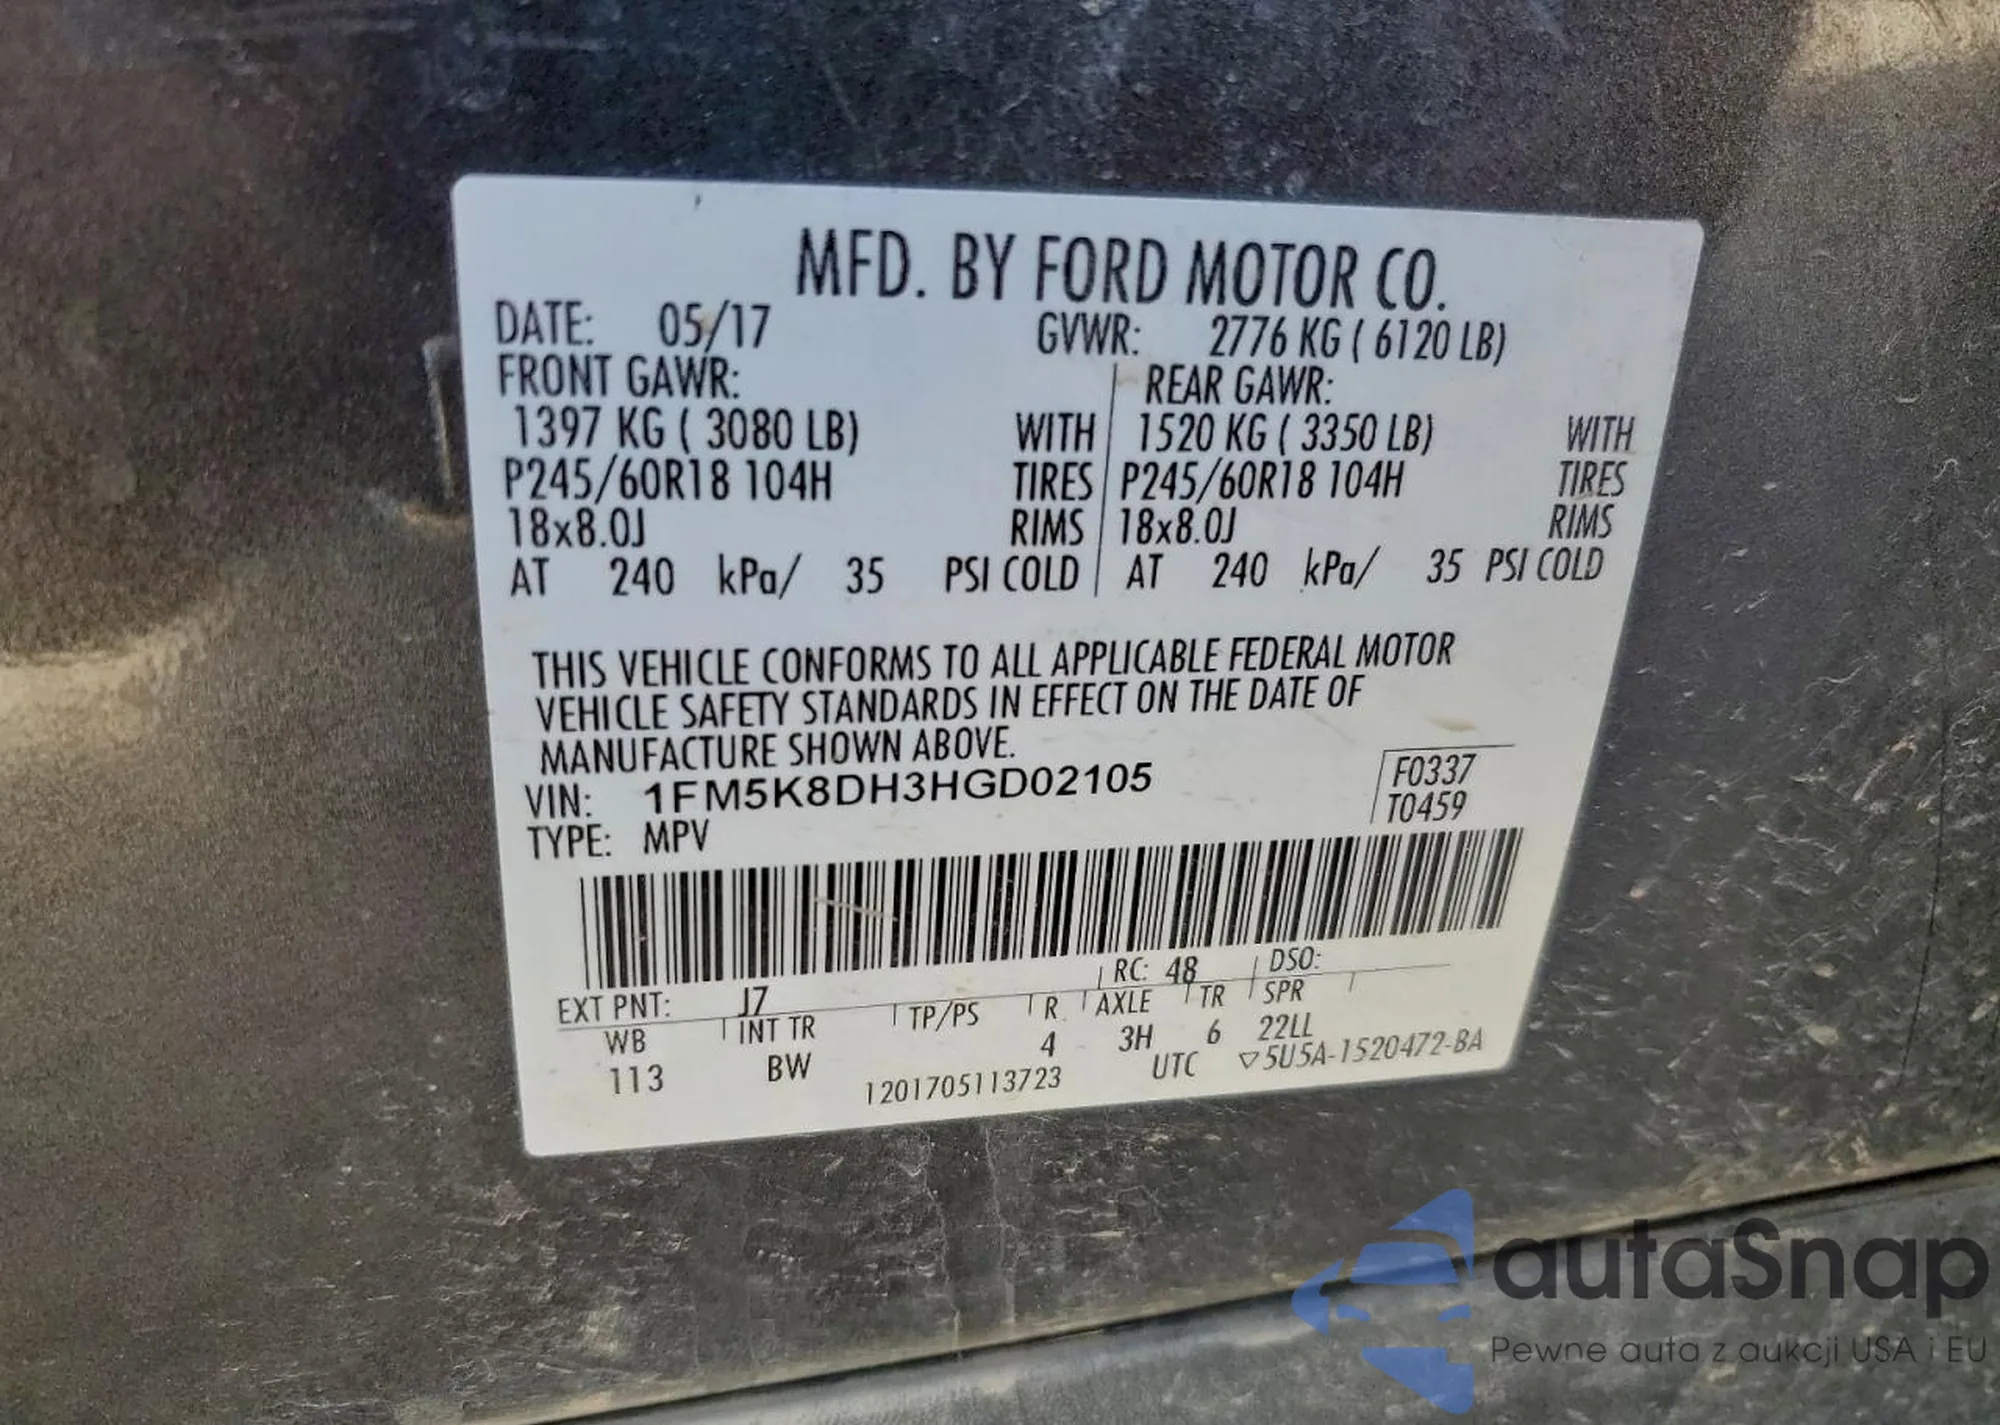 MFD. BY FORD MOTOR CO.
DATE: 05/17 GVWR: 2776 KG ( 6120 LB)
FRONT GAWR: REAR GAWR:
1397 KG ( 3080 LB) WITH 1520 KG ( 3350 LB) WITH
P245/60R18 104H TIRES P245/60R18 104H TIRES
18x8.0J RIMS 18x8.0J RIMS
AT 240 kPa/ 35 PSI COLD AT 240 kPa/ 35 PSI COLD
THIS VEHICLE CONFORMS TO ALL APPLICABLE FEDERAL MOTOR
VEHICLE SAFETY STANDARDS IN EFFECT ON THE DATE OF
MANUFACTURE SHOWN ABOVE.
VIN: 1FM5K8DH3HGD02105 F0337
TYPE: MPV T0459
EXT PNT: J7 RC: 48 DSO:
WB INT TR TP/PS R AXLE TR SPR
113 BW 4 3H 6 22LL
1201705113723 UTC ▽5U5A-1520472-BA
autaSnap
Pewne auta z aukcji USA i EU